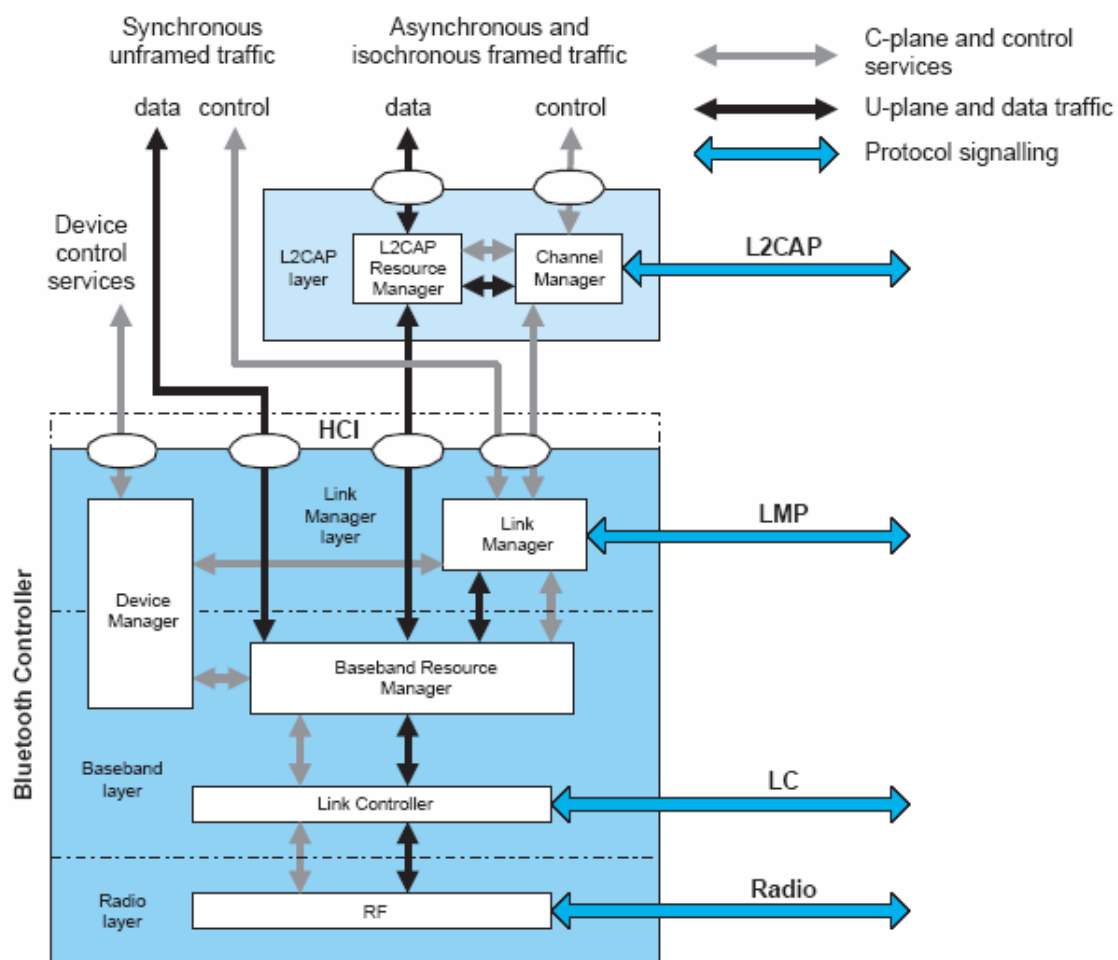 Synchronous
unframed traffic
Asynchronous and
isochronous framed traffic
C-plane and control
services
U-plane and data traffic
Protocol signalling
data
control
data
control
Device
control
services
L2CAP
layer
L2CAP
Resource
Manager
Channel
Manager
L2CAP
HCI
Link
Manager
layer
Link
Manager
LMP
Device
Manager
Bluetooth Controller
Baseband Resource
Manager
Baseband
layer
Link Controller
LC
Radio
layer
RF
Radio